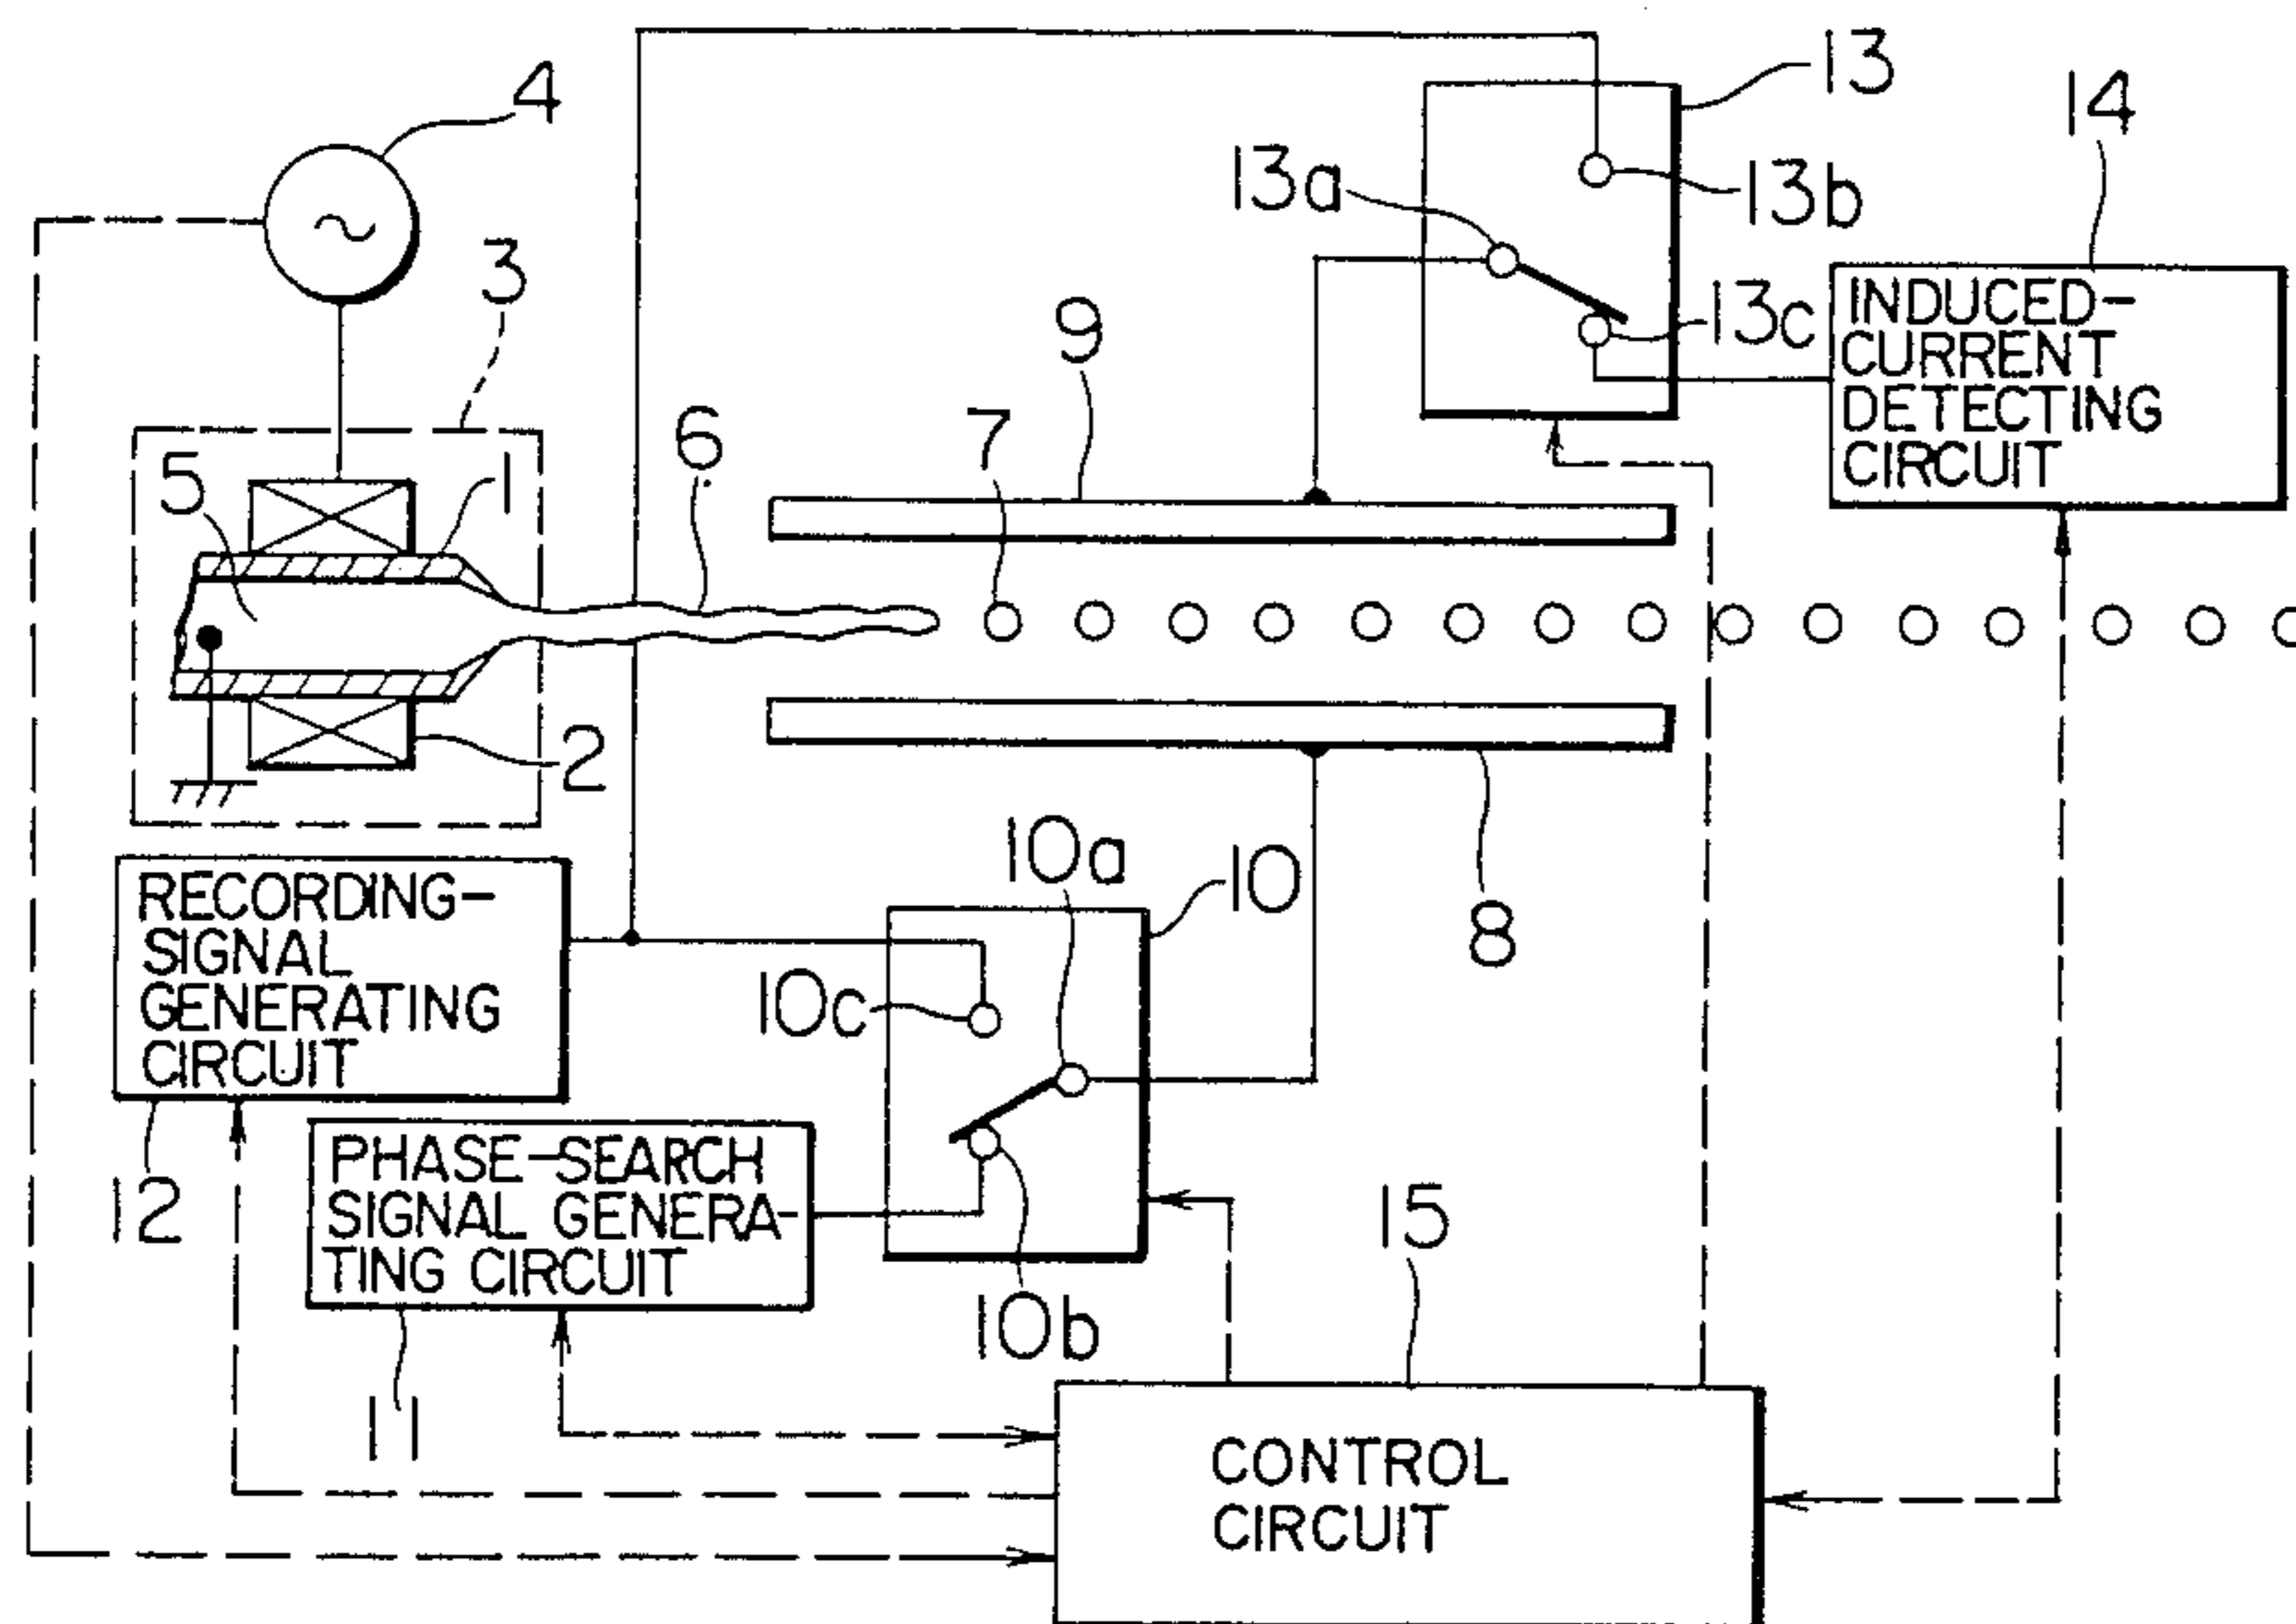 4
13
14
13a
13b
3
9
13c
INDUCED-
CURRENT
DETECTING
CIRCUIT
6
7
5
1
2
10a
10
8
RECORDING-
SIGNAL
GENERATING
CIRCUIT
10c
12
PHASE-SEARCH
SIGNAL GENERA-
TING CIRCUIT
15
10b
11
CONTROL
CIRCUIT